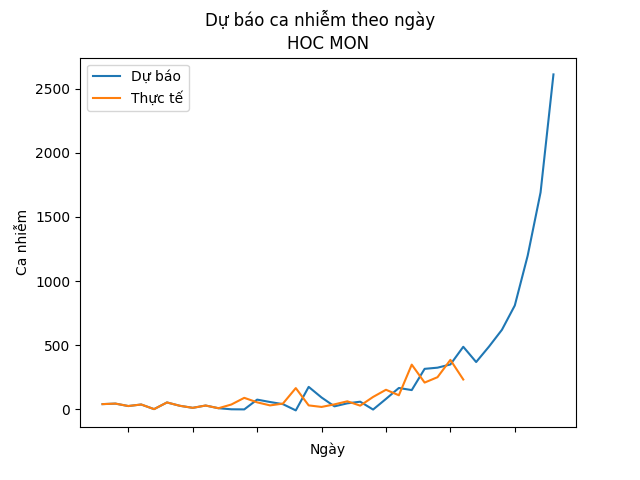 Dự báo ca nhiễm theo ngày
HOC MON
Dự báo
Thực tế
2500
2000
1500
1000
500
0
Ca nhiễm
Ngày